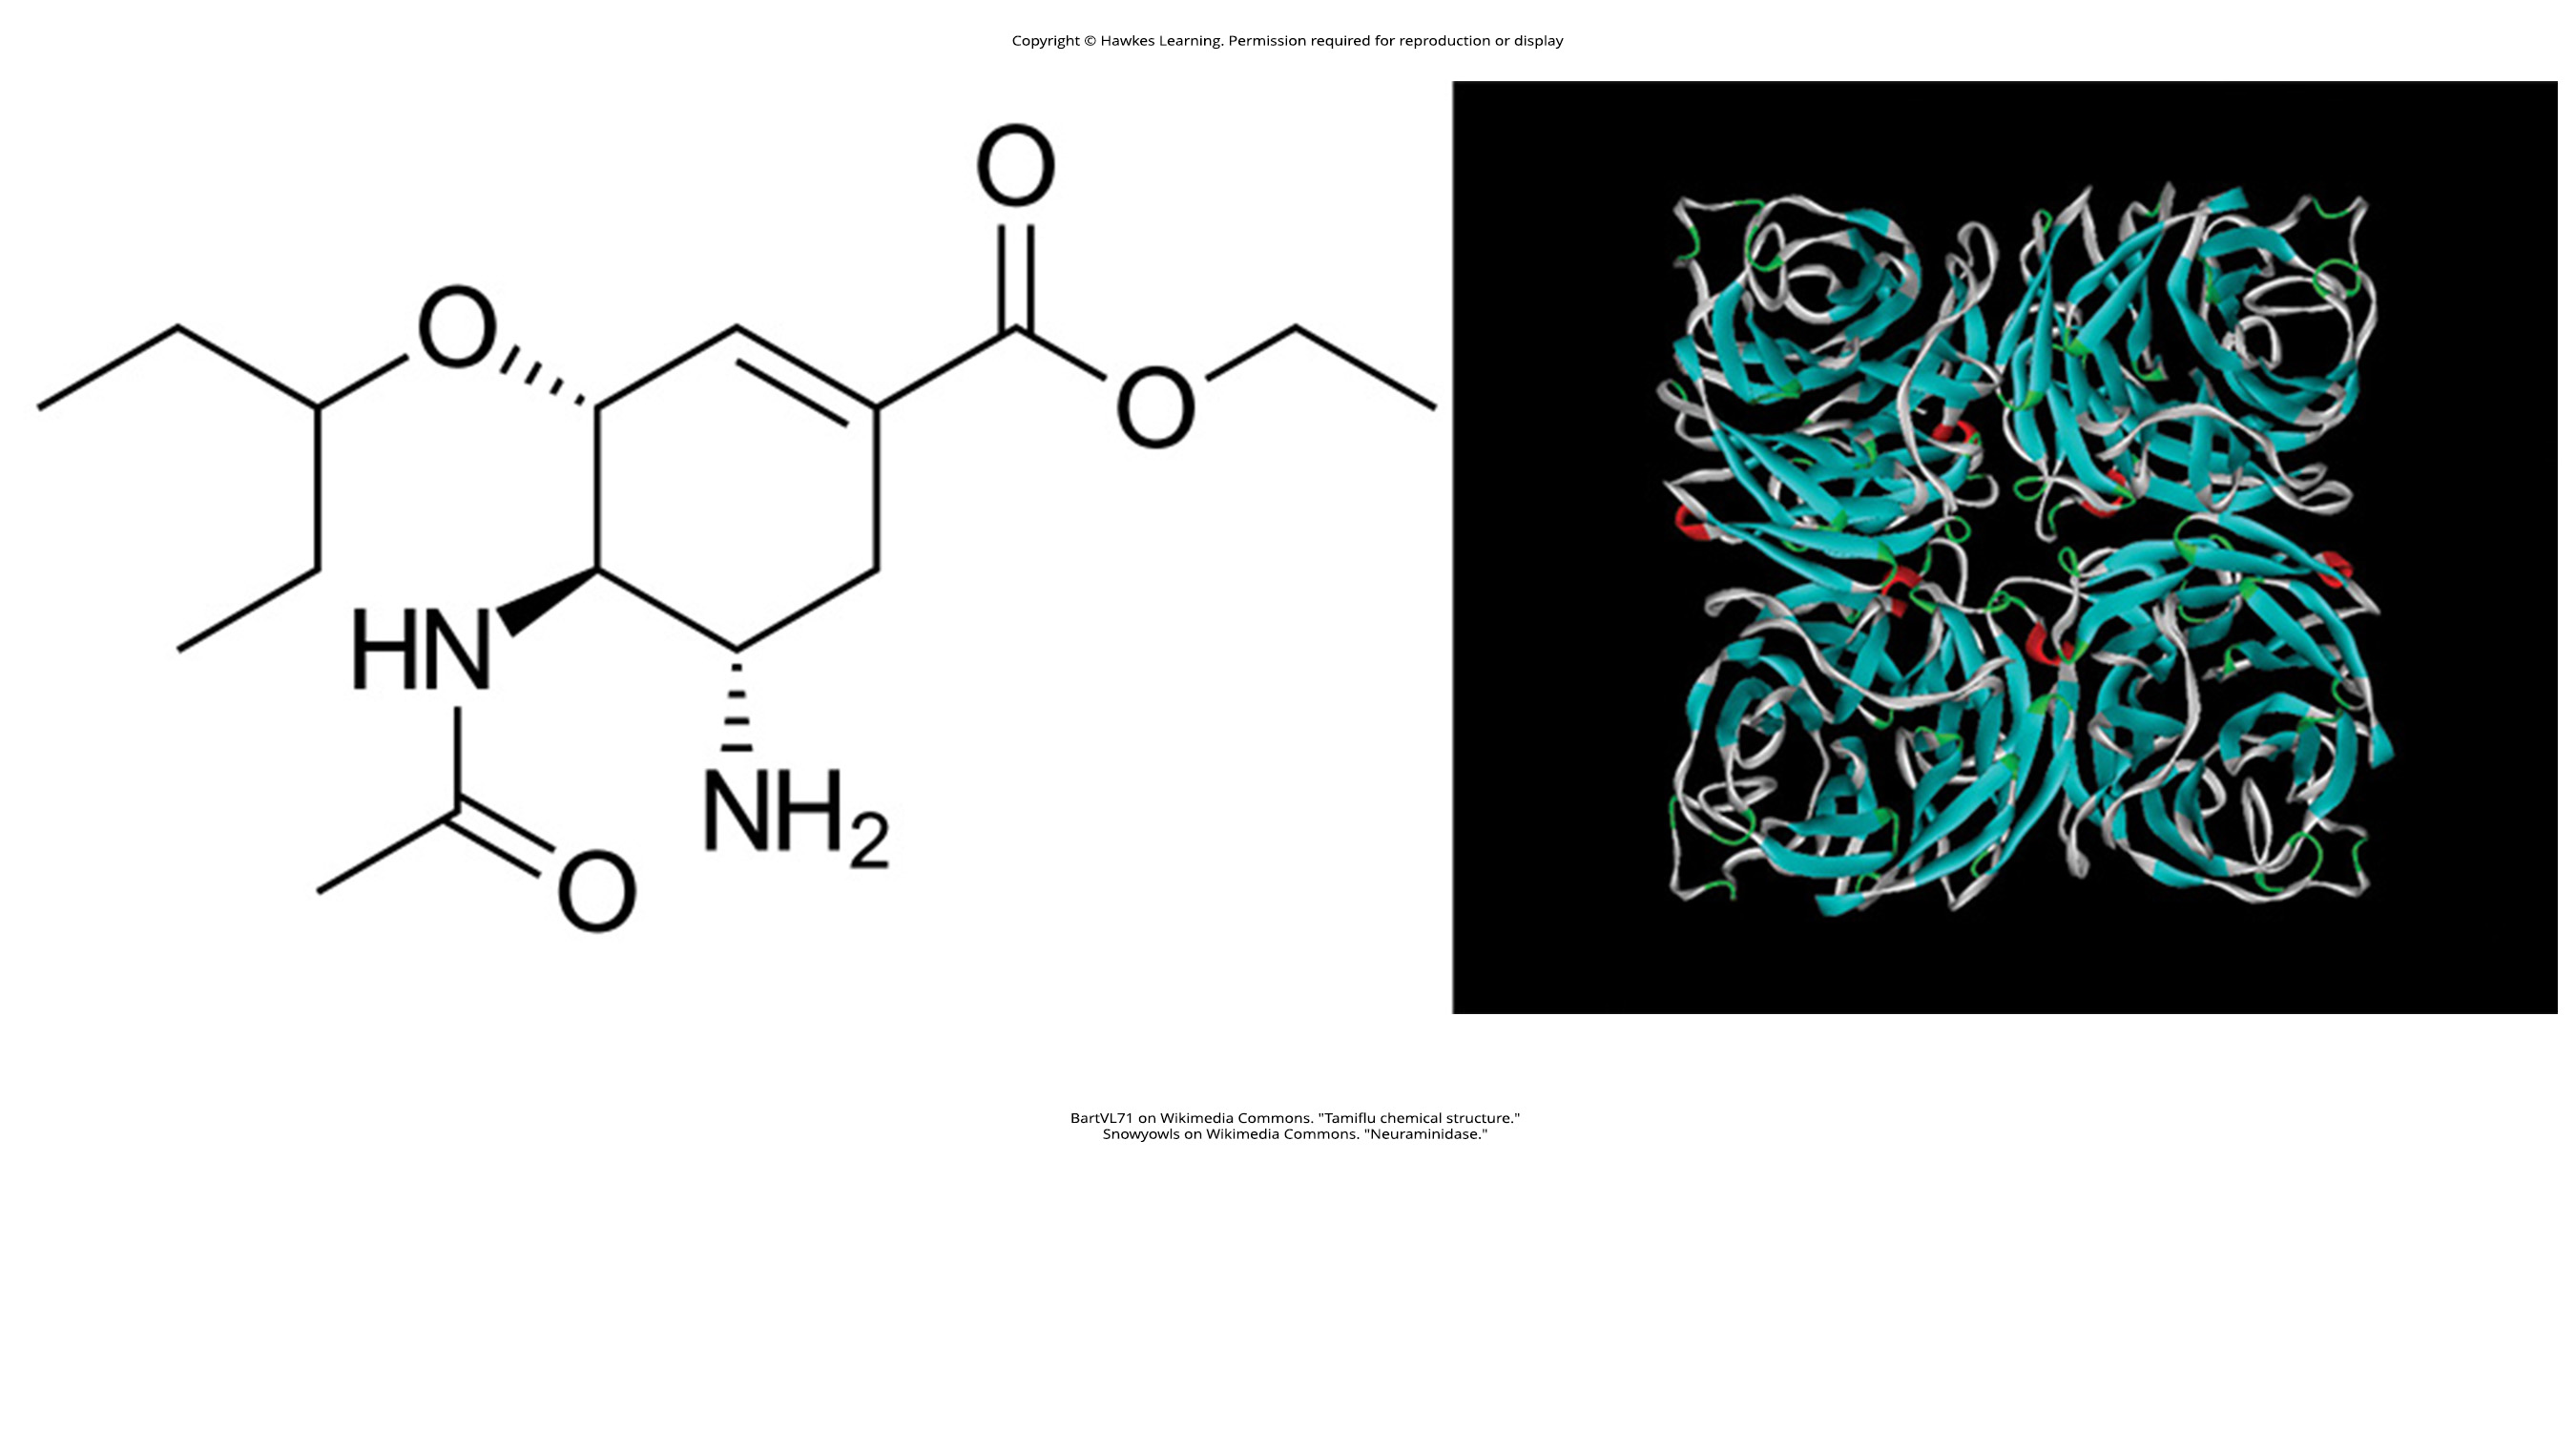 Copyright © Hawkes Learning. Permission required for reproduction or display
O
O
O
HN
NH2
O
BartVL71 on Wikimedia Commons. "Tamiflu chemical structure."
Snowyowls on Wikimedia Commons. "Neuraminidase."